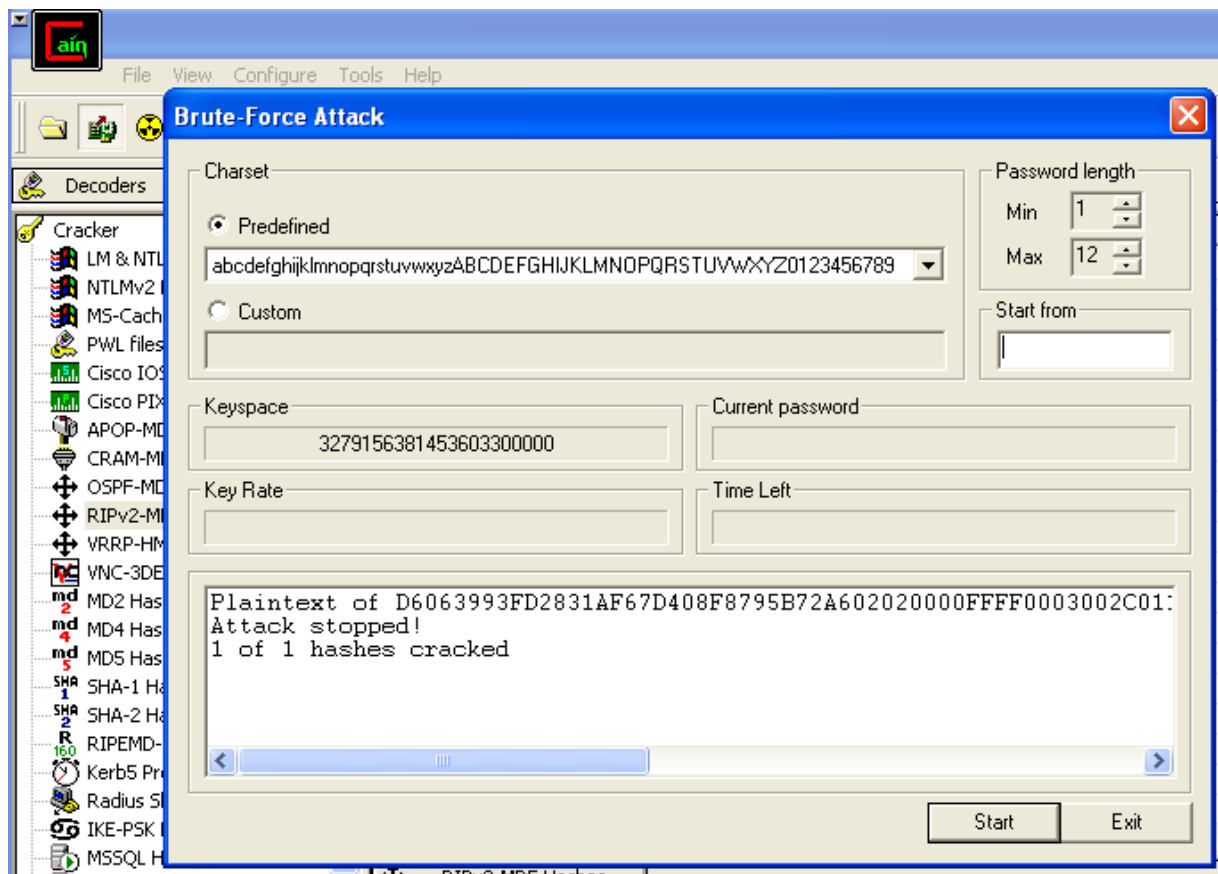 Cain
File View Configure Tools Help
Brute-Force Attack
Decoders
Cracker
LM & NTL
NTLMv2
MS-Cach
PWL files
Cisco IOS
Cisco PIX
APOP-MD
CRAM-M
OSPF-MD
RIPv2-M
VRRP-HM
VNC-3DE
MD2 Has
MD4 Has
MD5 Has
SHA-1 Ha
SHA-2 Ha
RIPEMD-
Kerb5 Pr
Radius S
IKE-PSK
MSSQL H
Charset
Predefined
abcdefghijklmnopqrstuvwxyzABCDEFGHIJKLMNOPQRSTUVWXYZ0123456789
Custom
Password length
Min 1
Max 12
Start from
Keyspace
3279156381453603300000
Current password
Key Rate
Time Left
Plaintext of D6063993FD2831AF67D408F8795B72A602020000FFFF0003002C01
Attack stopped!
1 of 1 hashes cracked
Start Exit